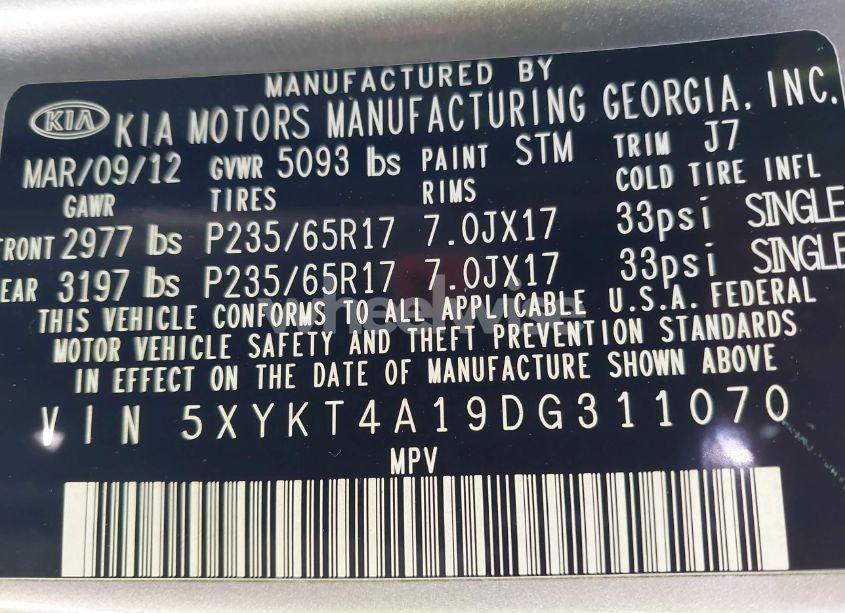 MANUFACTURED BY
KIA KIA MOTORS MANUFACTURING GEORGIA, INC.
MAR/09/12 GVWR 5093 lbs PAINT STM TRIM J7
GAWR TIRES RIMS COLD TIRE INFL
FRONT 2977 lbs P235/65R17 7.0JX17 33psi SINGLE
EAR 3197 lbs P235/65R17 7.0JX17 33psi SINGLE
THIS VEHICLE CONFORMS TO ALL APPLICABLE U.S.A. FEDERAL
MOTOR VEHICLE SAFETY AND THEFT PREVENTION STANDARDS
IN EFFECT ON THE DATE OF MANUFACTURE SHOWN ABOVE
VIN 5XYKT4A19DG311070
MPV